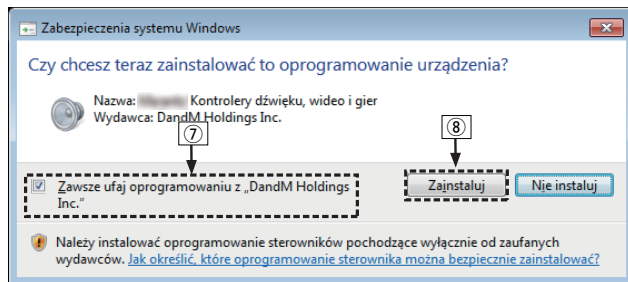 Zabezpieczenia systemu Windows
Czy chcesz teraz zainstalować to oprogramowanie urządzenia?
Nazwa: Kontrolery dźwięku, wideo i gier
Wydawca: DandM Holdings Inc.
⑦
⑧
Zawsze ufaj oprogramowaniu z „DandM Holdings
Inc.”
Zainstaluj
Nie instaluj
Należy instalować oprogramowanie sterowników pochodzące wyłącznie od zaufanych
wydawców. Jak określić, które oprogramowanie sterownika można bezpiecznie zainstalować?